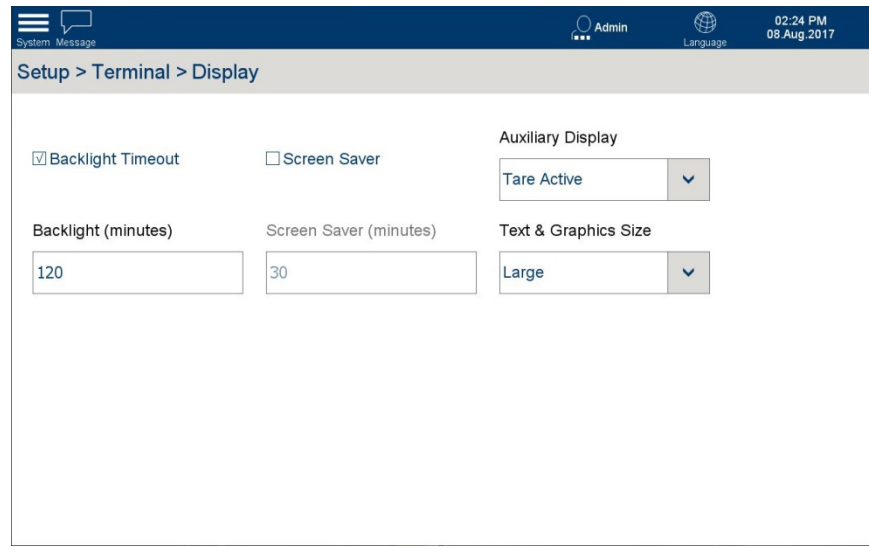 System Message
Admin
Language
02:24 PM
08.Aug.2017
Setup > Terminal > Display
Backlight Timeout
Screen Saver
Auxiliary Display
Tare Active
Backlight (minutes)
Screen Saver (minutes)
Text & Graphics Size
120
30
Large